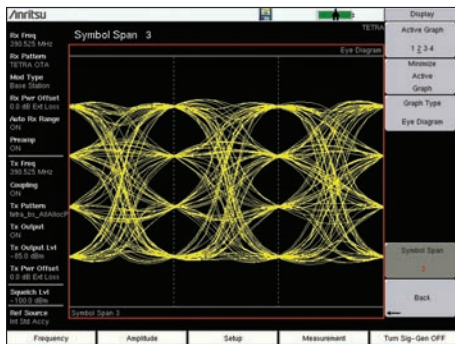 Anritsu
Rx Freq
390.525 MHz
Rx Pattern
TETRA OTA
Mod Type
Base Station
Rx Pwr Offset
0.0 dB Ext Loss
Auto Rx Range
ON
Preamp
ON
Tx Freq
390.525 MHz
Coupling
ON
Tx Pattern
tetra_bs_AllAllocP
Tx Output
ON
Tx Output Lvl
-85.0 dBm
Tx Pwr Offset
0.0 dB Ext Loss
Squelch Lvl
-100.0 dBm
Ref Source
Int Std Accy
TETRA
Symbol Span 3
Eye Diagram
Symbol Span 3
Display
Active Graph
1 2 3 4
Minimize
Active
Graph
Graph Type
Eye Diagram
Symbol Span
3
Back
Frequency
Amplitude
Setup
Measurement
Turn Sig-Gen OFF